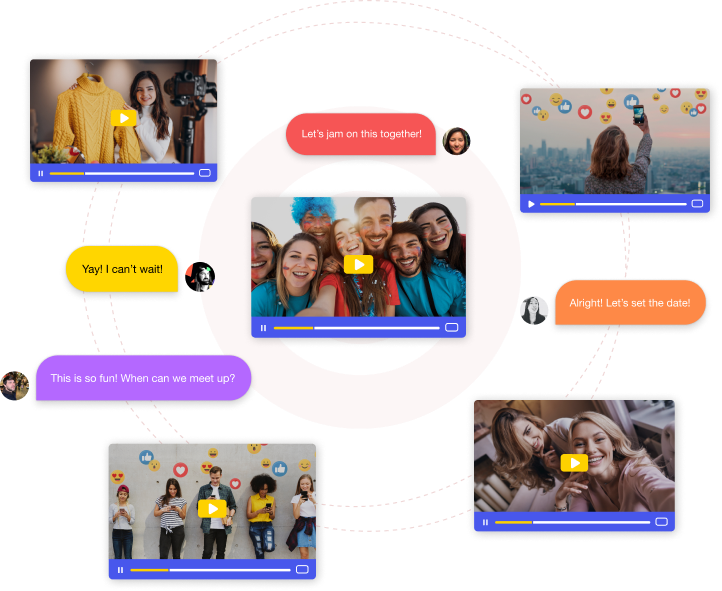 Let's jam on this together!
Yay! I can't wait!
Alright! Let's set the date!
This is so fun! When can we meet up?